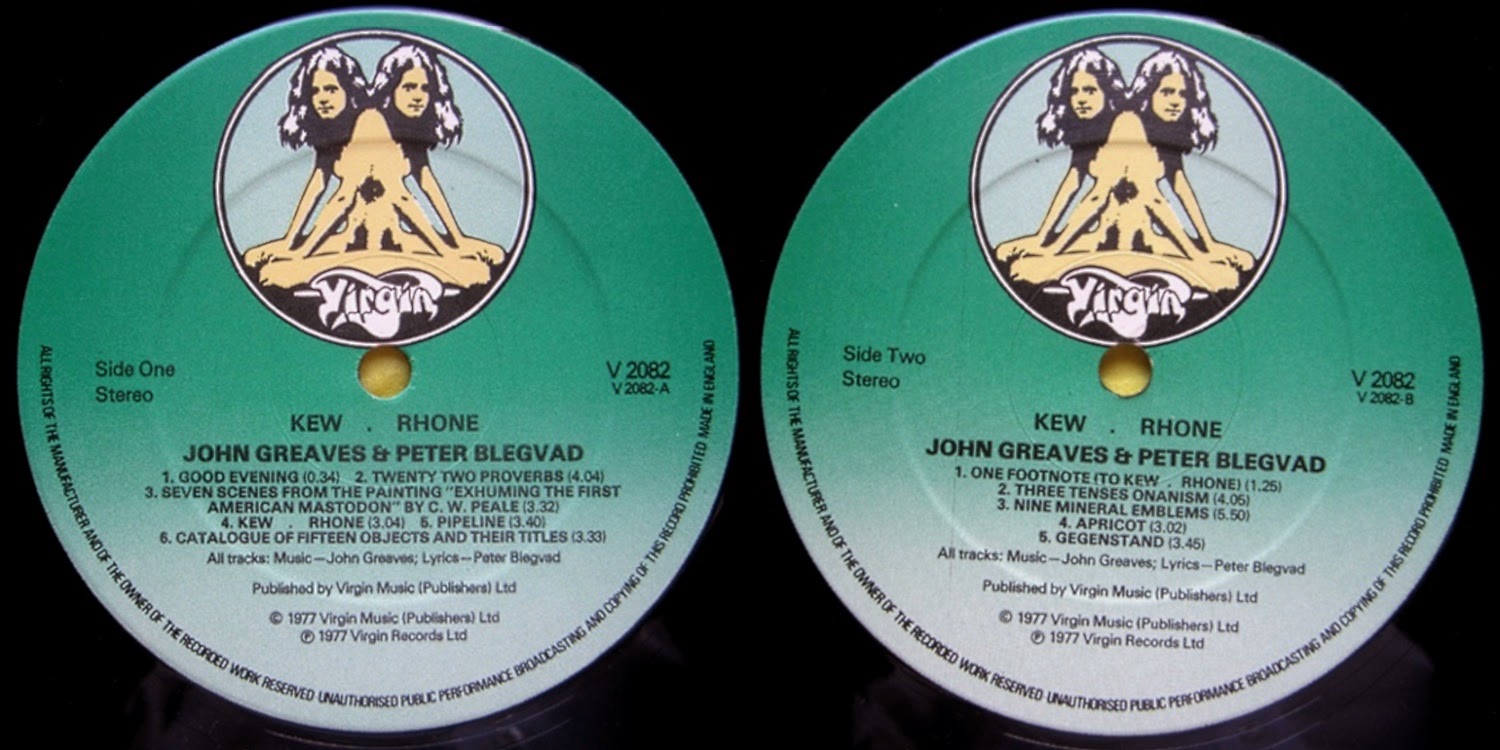 Virgin
Side One
Stereo
V 2082
V 2082-A
KEW . RHONE
JOHN GREAVES & PETER BLEGVAD
1. GOOD EVENING (0.34) 2. TWENTY TWO PROVERBS (4.04)
3. SEVEN SCENES FROM THE PAINTING "EXHUMING THE FIRST
AMERICAN MASTODON" BY C. W. PEALE (3.32)
4. KEW . RHONE (3.04) 5. PIPELINE (3.40)
6. CATALOGUE OF FIFTEEN OBJECTS AND THEIR TITLES (3.33)
All tracks: Music—John Greaves; Lyrics—Peter Blegvad
Published by Virgin Music (Publishers) Ltd
© 1977 Virgin Music (Publishers) Ltd
℗ 1977 Virgin Records Ltd
ALL RIGHTS OF THE MANUFACTURER AND OF THE OWNER OF THE RECORDED WORK RESERVED UNAUTHORISED PUBLIC PERFORMANCE BROADCASTING AND COPYING OF THIS RECORD PROHIBITED MADE IN ENGLAND
Virgin
Side Two
Stereo
V 2082
V 2082-B
KEW . RHONE
JOHN GREAVES & PETER BLEGVAD
1. ONE FOOTNOTE (TO KEW . RHONE) (1.25)
2. THREE TENSES ONANISM (4.05)
3. NINE MINERAL EMBLEMS (5.50)
4. APRICOT (3.02)
5. GEGENSTAND (3.45)
All tracks: Music—John Greaves; Lyrics—Peter Blegvad
Published by Virgin Music (Publishers) Ltd
© 1977 Virgin Music (Publishers) Ltd
℗ 1977 Virgin Records Ltd
ALL RIGHTS OF THE MANUFACTURER AND OF THE OWNER OF THE RECORDED WORK RESERVED UNAUTHORISED PUBLIC PERFORMANCE BROADCASTING AND COPYING OF THIS RECORD PROHIBITED MADE IN ENGLAND